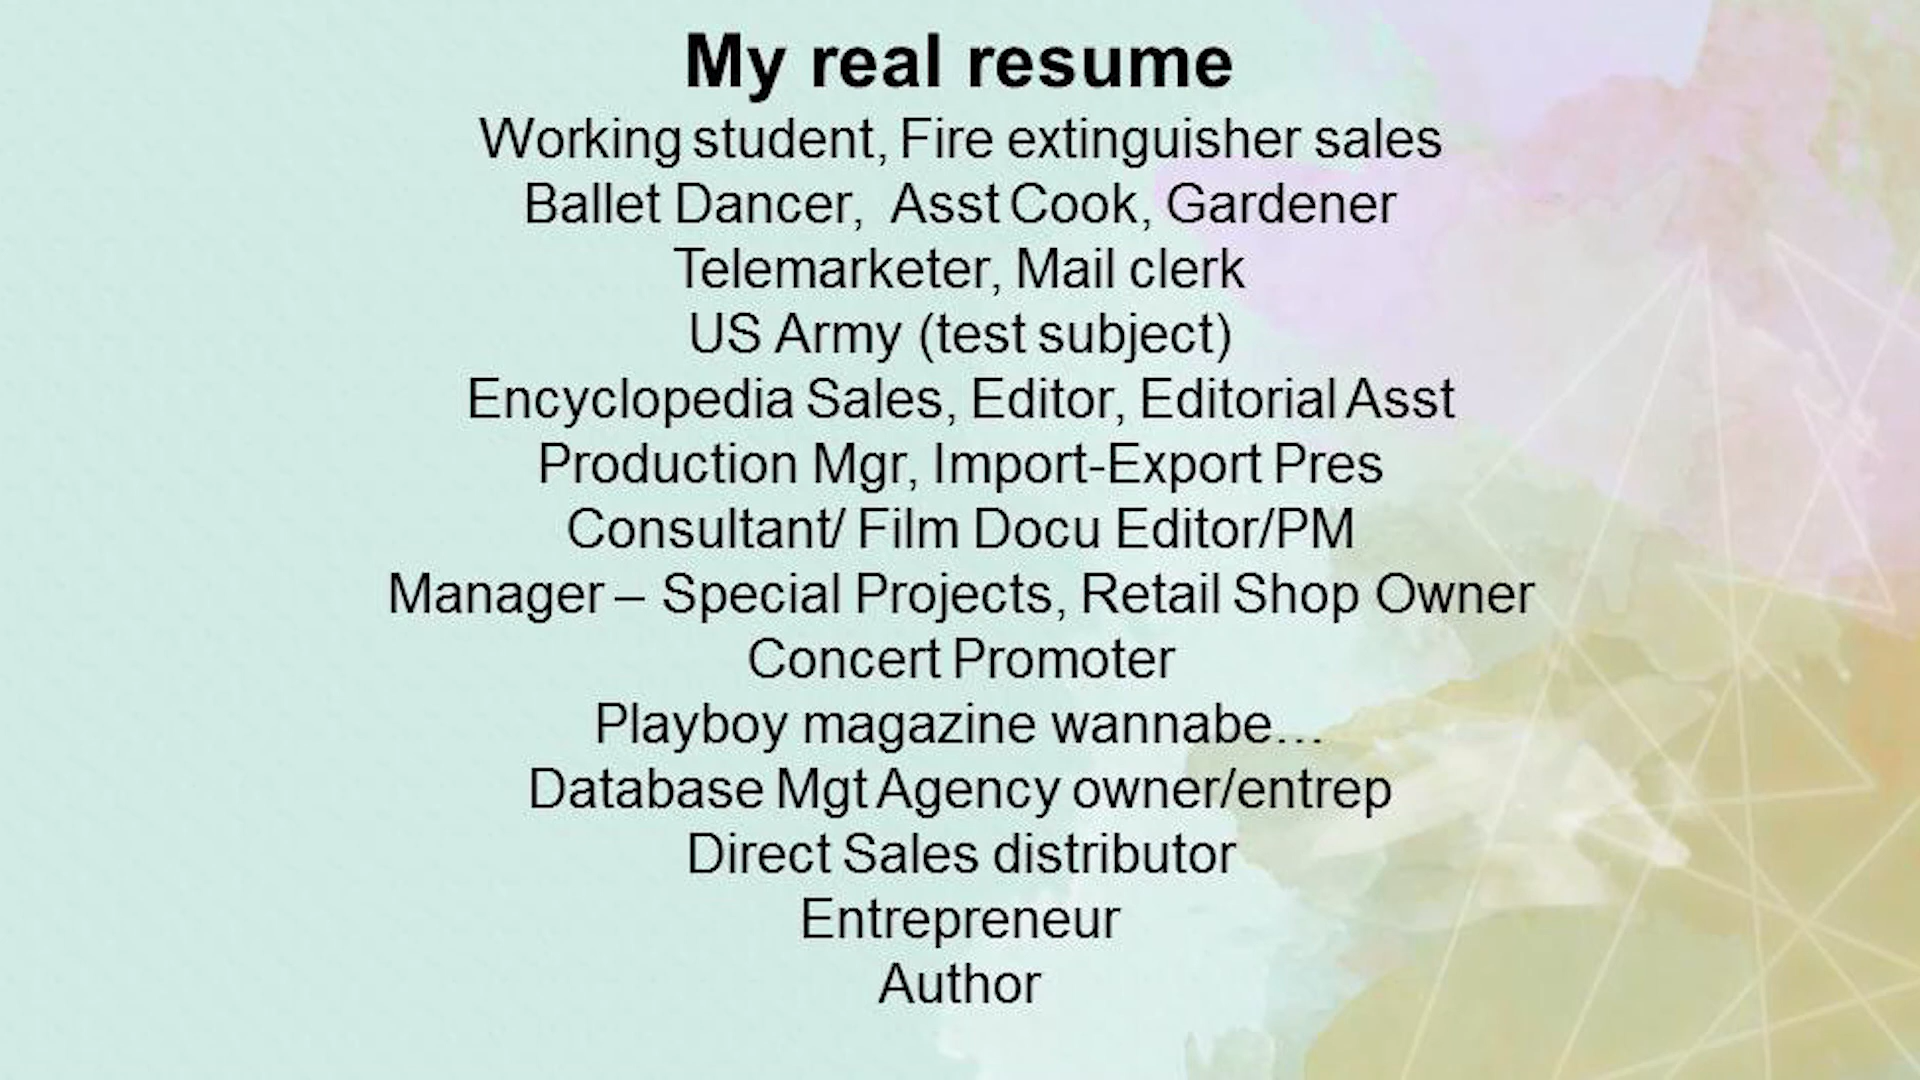 My real resume
Working student, Fire extinguisher sales
Ballet Dancer, Asst Cook, Gardener
Telemarketer, Mail clerk
US Army (test subject)
Encyclopedia Sales, Editor, Editorial Asst
Production Mgr, Import-Export Pres
Consultant/ Film Docu Editor/PM
Manager – Special Projects, Retail Shop Owner
Concert Promoter
Playboy magazine wannabe…
Database Mgt Agency owner/entrep
Direct Sales distributor
Entrepreneur
Author